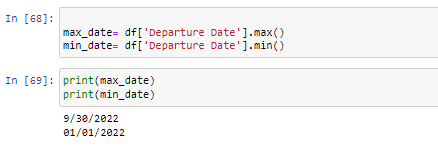 In [68]:
max_date= df['Departure Date'].max()
min_date= df['Departure Date'].min()
In [69]:
print(max_date)
print(min_date)
9/30/2022
01/01/2022